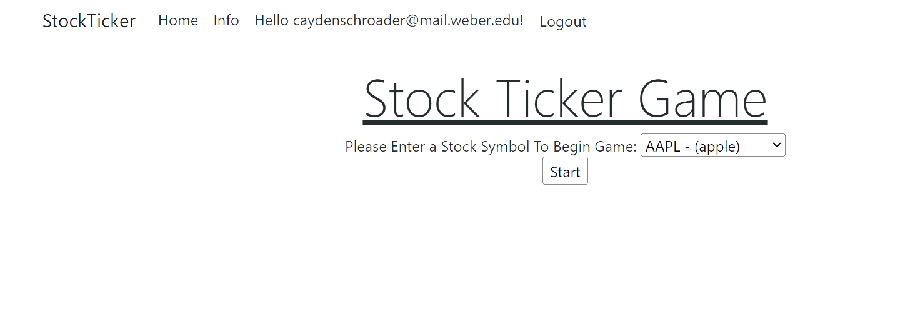 StockTicker Home Info Hello caydenschroader@mail.weber.edu! Logout
Stock Ticker Game
Please Enter a Stock Symbol To Begin Game: AAPL - (apple)
Start